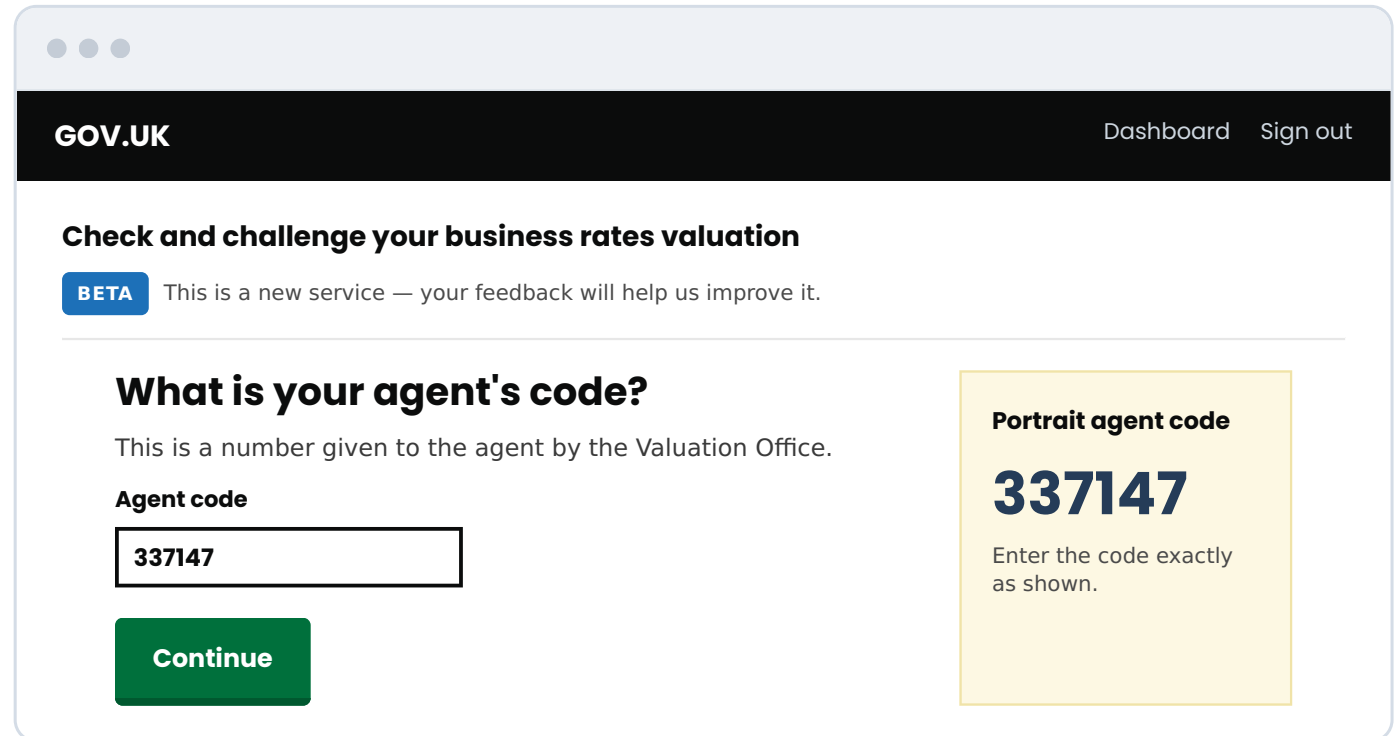 GOV.UK
Dashboard
Sign out
Check and challenge your business rates valuation
BETA
This is a new service — your feedback will help us improve it.
What is your agent's code?
This is a number given to the agent by the Valuation Office.
Agent code
337147
Continue
Portrait agent code
337147
Enter the code exactly
as shown.